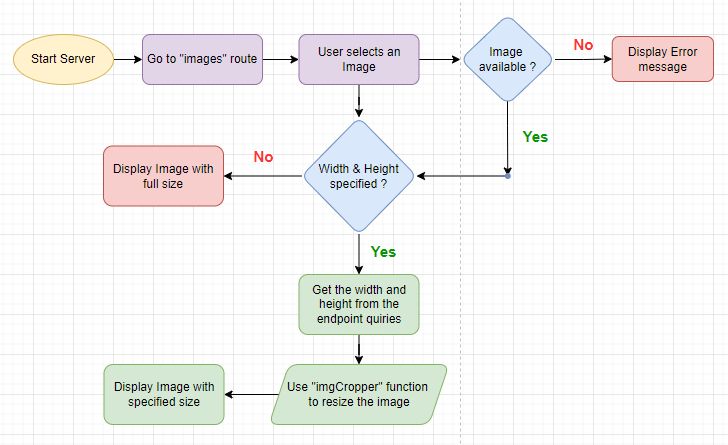 Start Server
Go to "images" route
User selects an
Image
Image
available ?
No
Display Error
message
Yes
No
Width & Height
specified ?
Display Image with
full size
Yes
Get the width and
height from the
endpoint quiries
Use "imgCropper" function
to resize the image
Display Image with
specified size